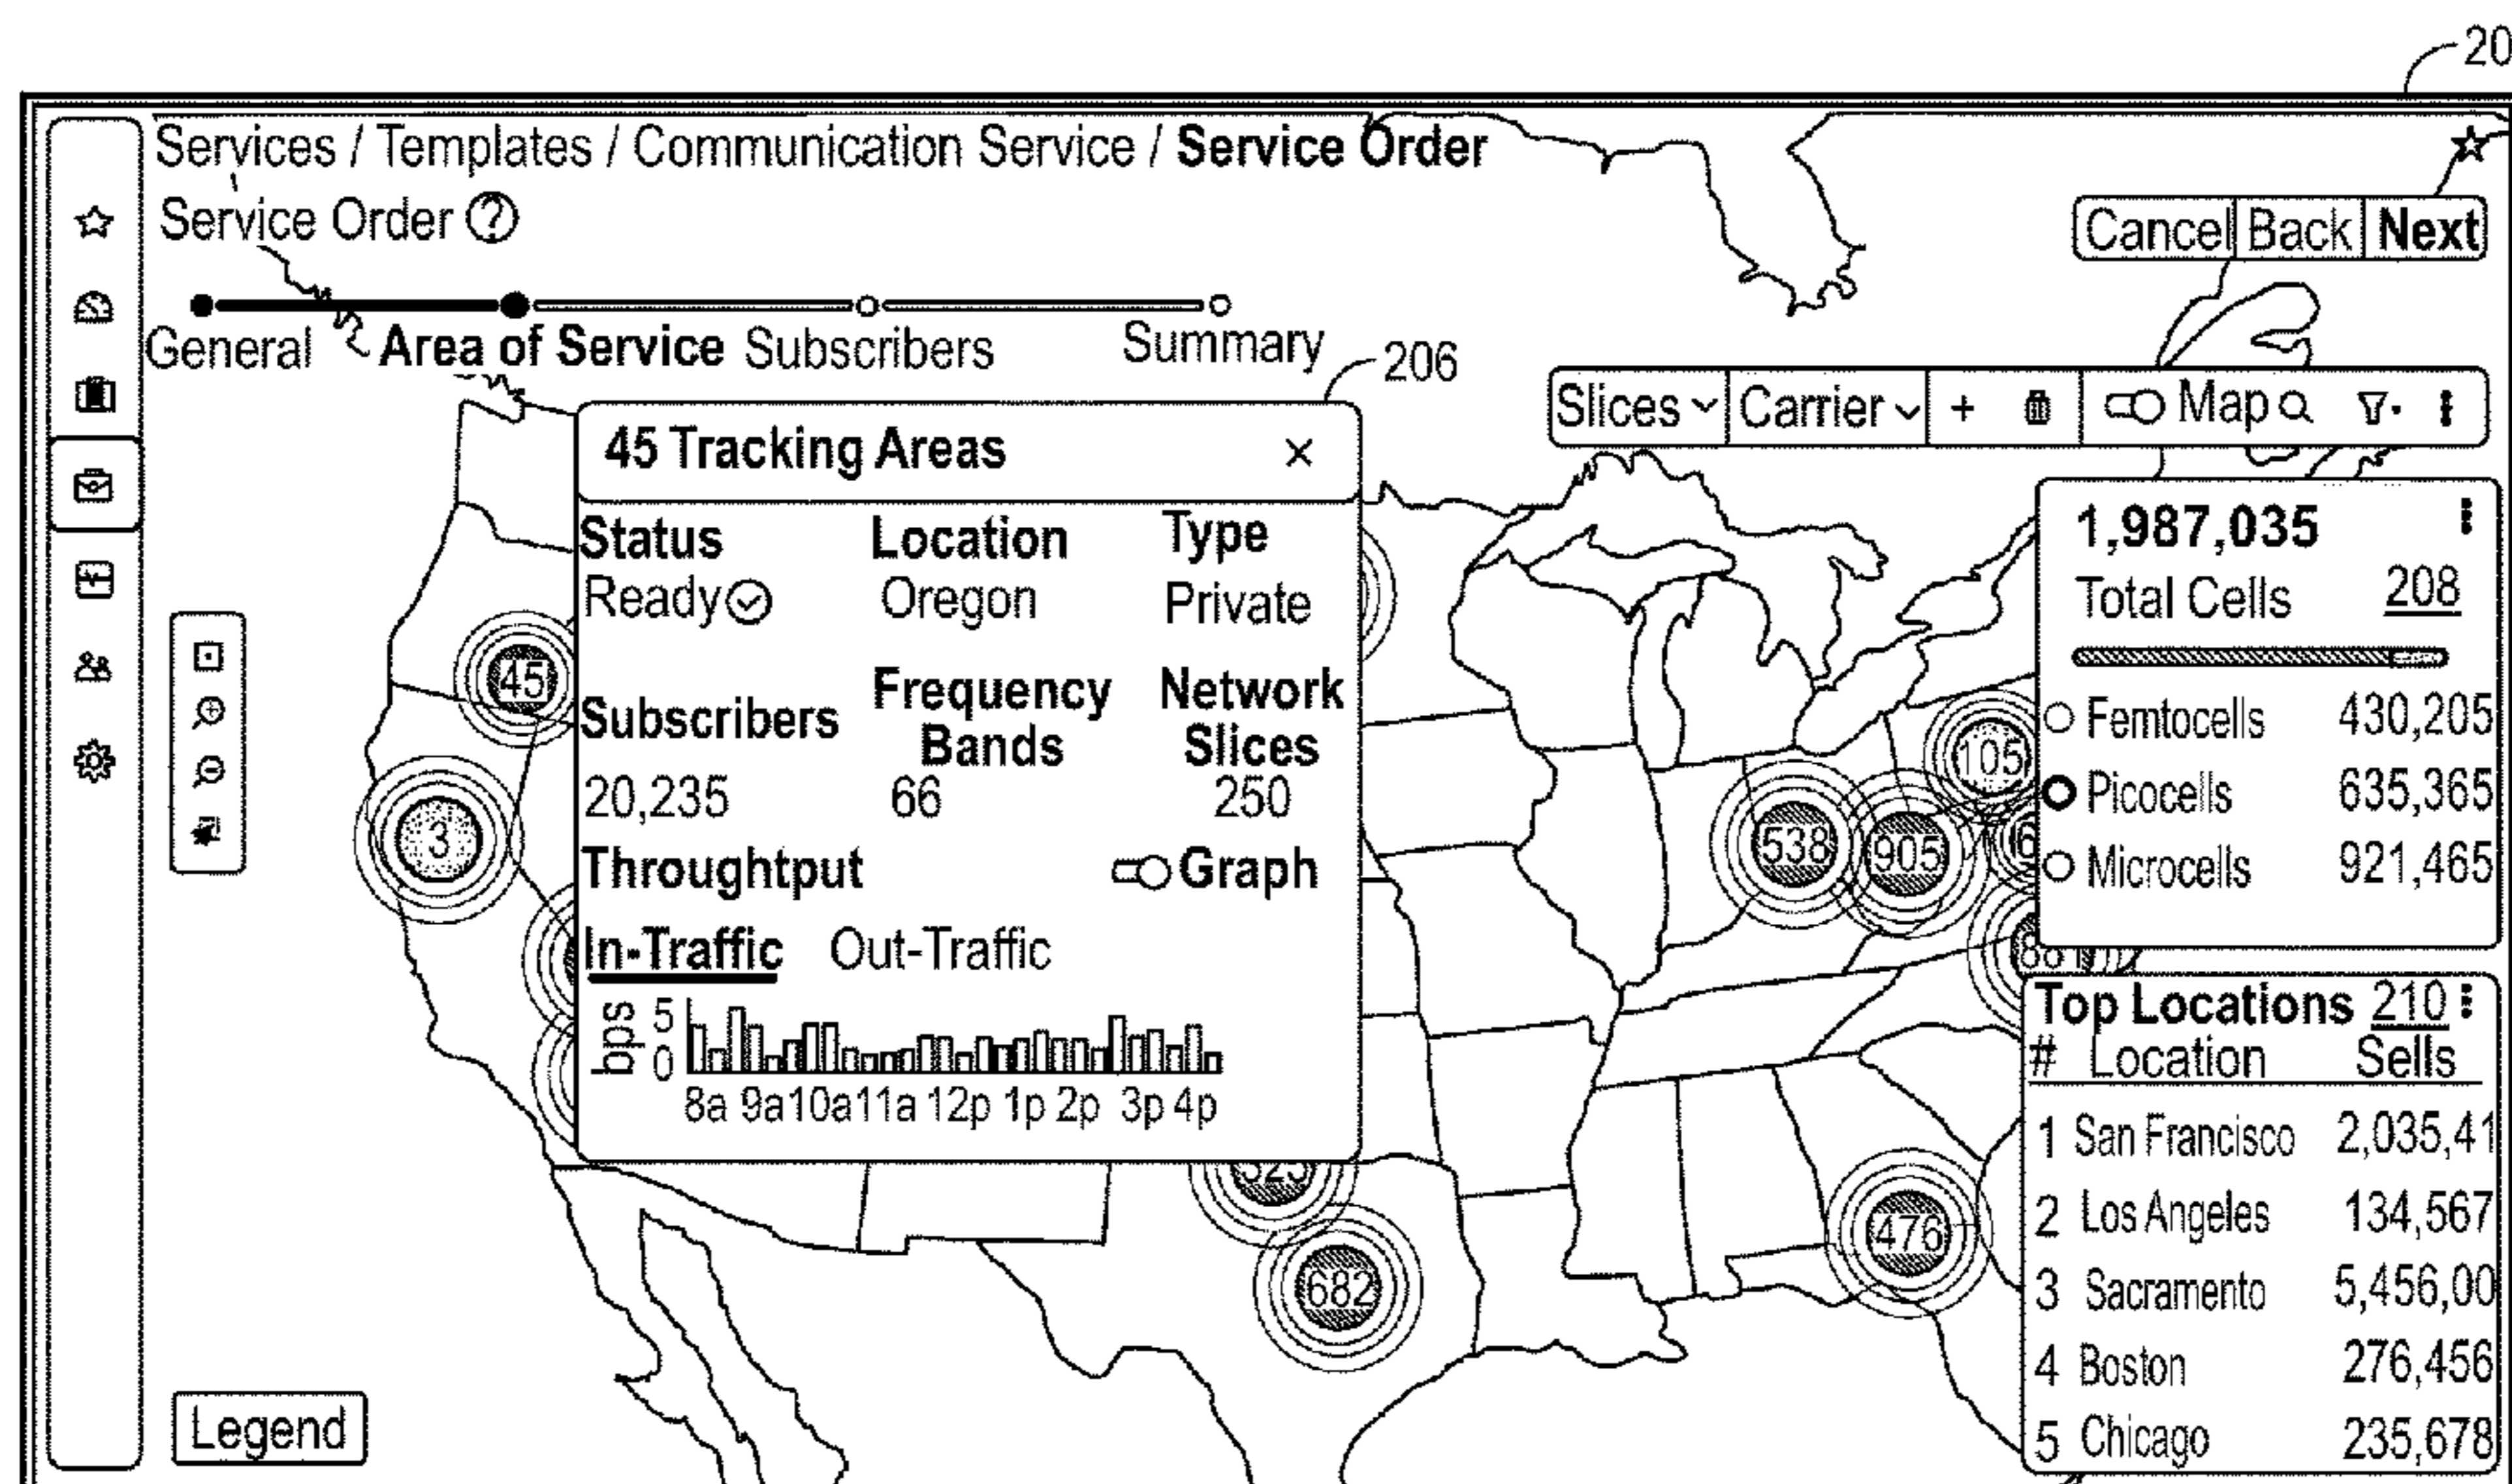 20
Services / Templates / Communication Service / Service Order
Service Order ?
Cancel Back Next
General Area of Service Subscribers Summary
206
Slices Carrier + Map
45 Tracking Areas ×
Status Location Type
Ready Oregon Private
Subscribers Frequency Bands Network Slices
20,235 66 250
Throughtput Graph
In-Traffic Out-Traffic
bps
5
0
8a 9a 10a 11a 12p 1p 2p 3p 4p
1,987,035
Total Cells 208
Femtocells 430,205
Picocells 635,365
Microcells 921,465
Top Locations 210
# Location Sells
1 San Francisco 2,035,41
2 Los Angeles 134,567
3 Sacramento 5,456,00
4 Boston 276,456
5 Chicago 235,678
45
3
105
538
905
6
881
523
682
476
Legend